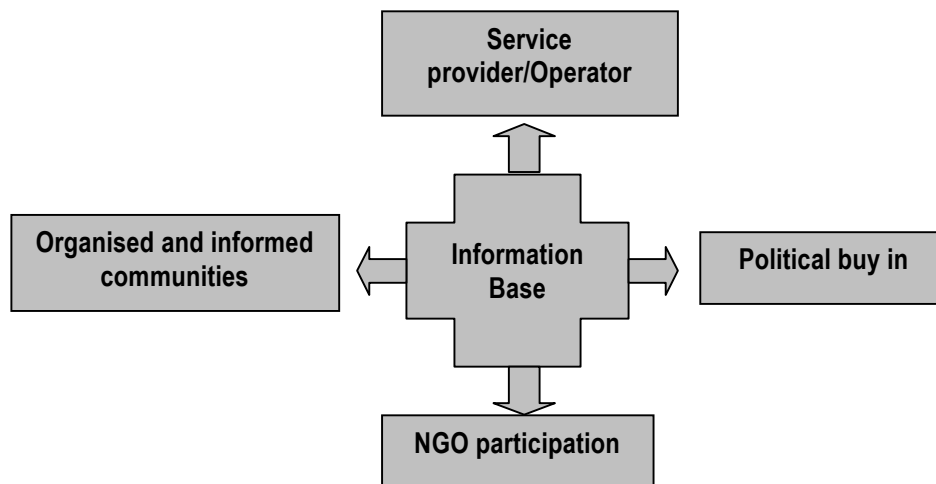 Service
provider/Operator
Organised and informed
communities
Information
Base
Political buy in
NGO participation